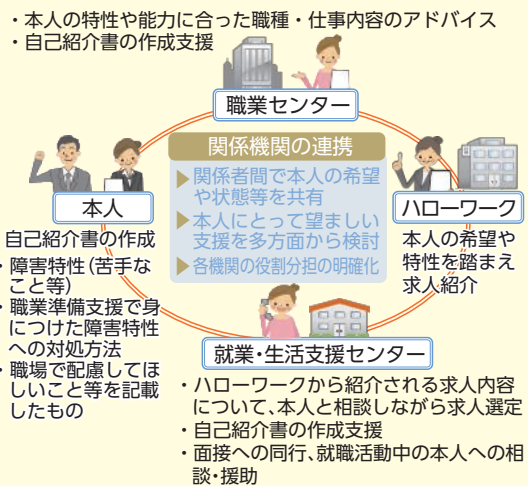 ・本人の特性や能力に合った職種・仕事内容のアドバイス
・自己紹介書の作成支援
職業センター
関係機関の連携
▶関係者間で本人の希望
や状態等を共有
▶本人にとって望ましい
支援を多方面から検討
▶各機関の役割分担の明確化
本人
自己紹介書の作成
・障害特性(苦手な
こと等)
・職業準備支援で身
につけた障害特性
への対処方法
・職場で配慮してほ
しいこと等を記載
したもの
ハローワーク
本人の希望や
特性を踏まえ
求人紹介
就業・生活支援センター
・ハローワークから紹介される求人内容
について、本人と相談しながら求人選定
・自己紹介書の作成支援
・面接への同行、就職活動中の本人への相
談・援助